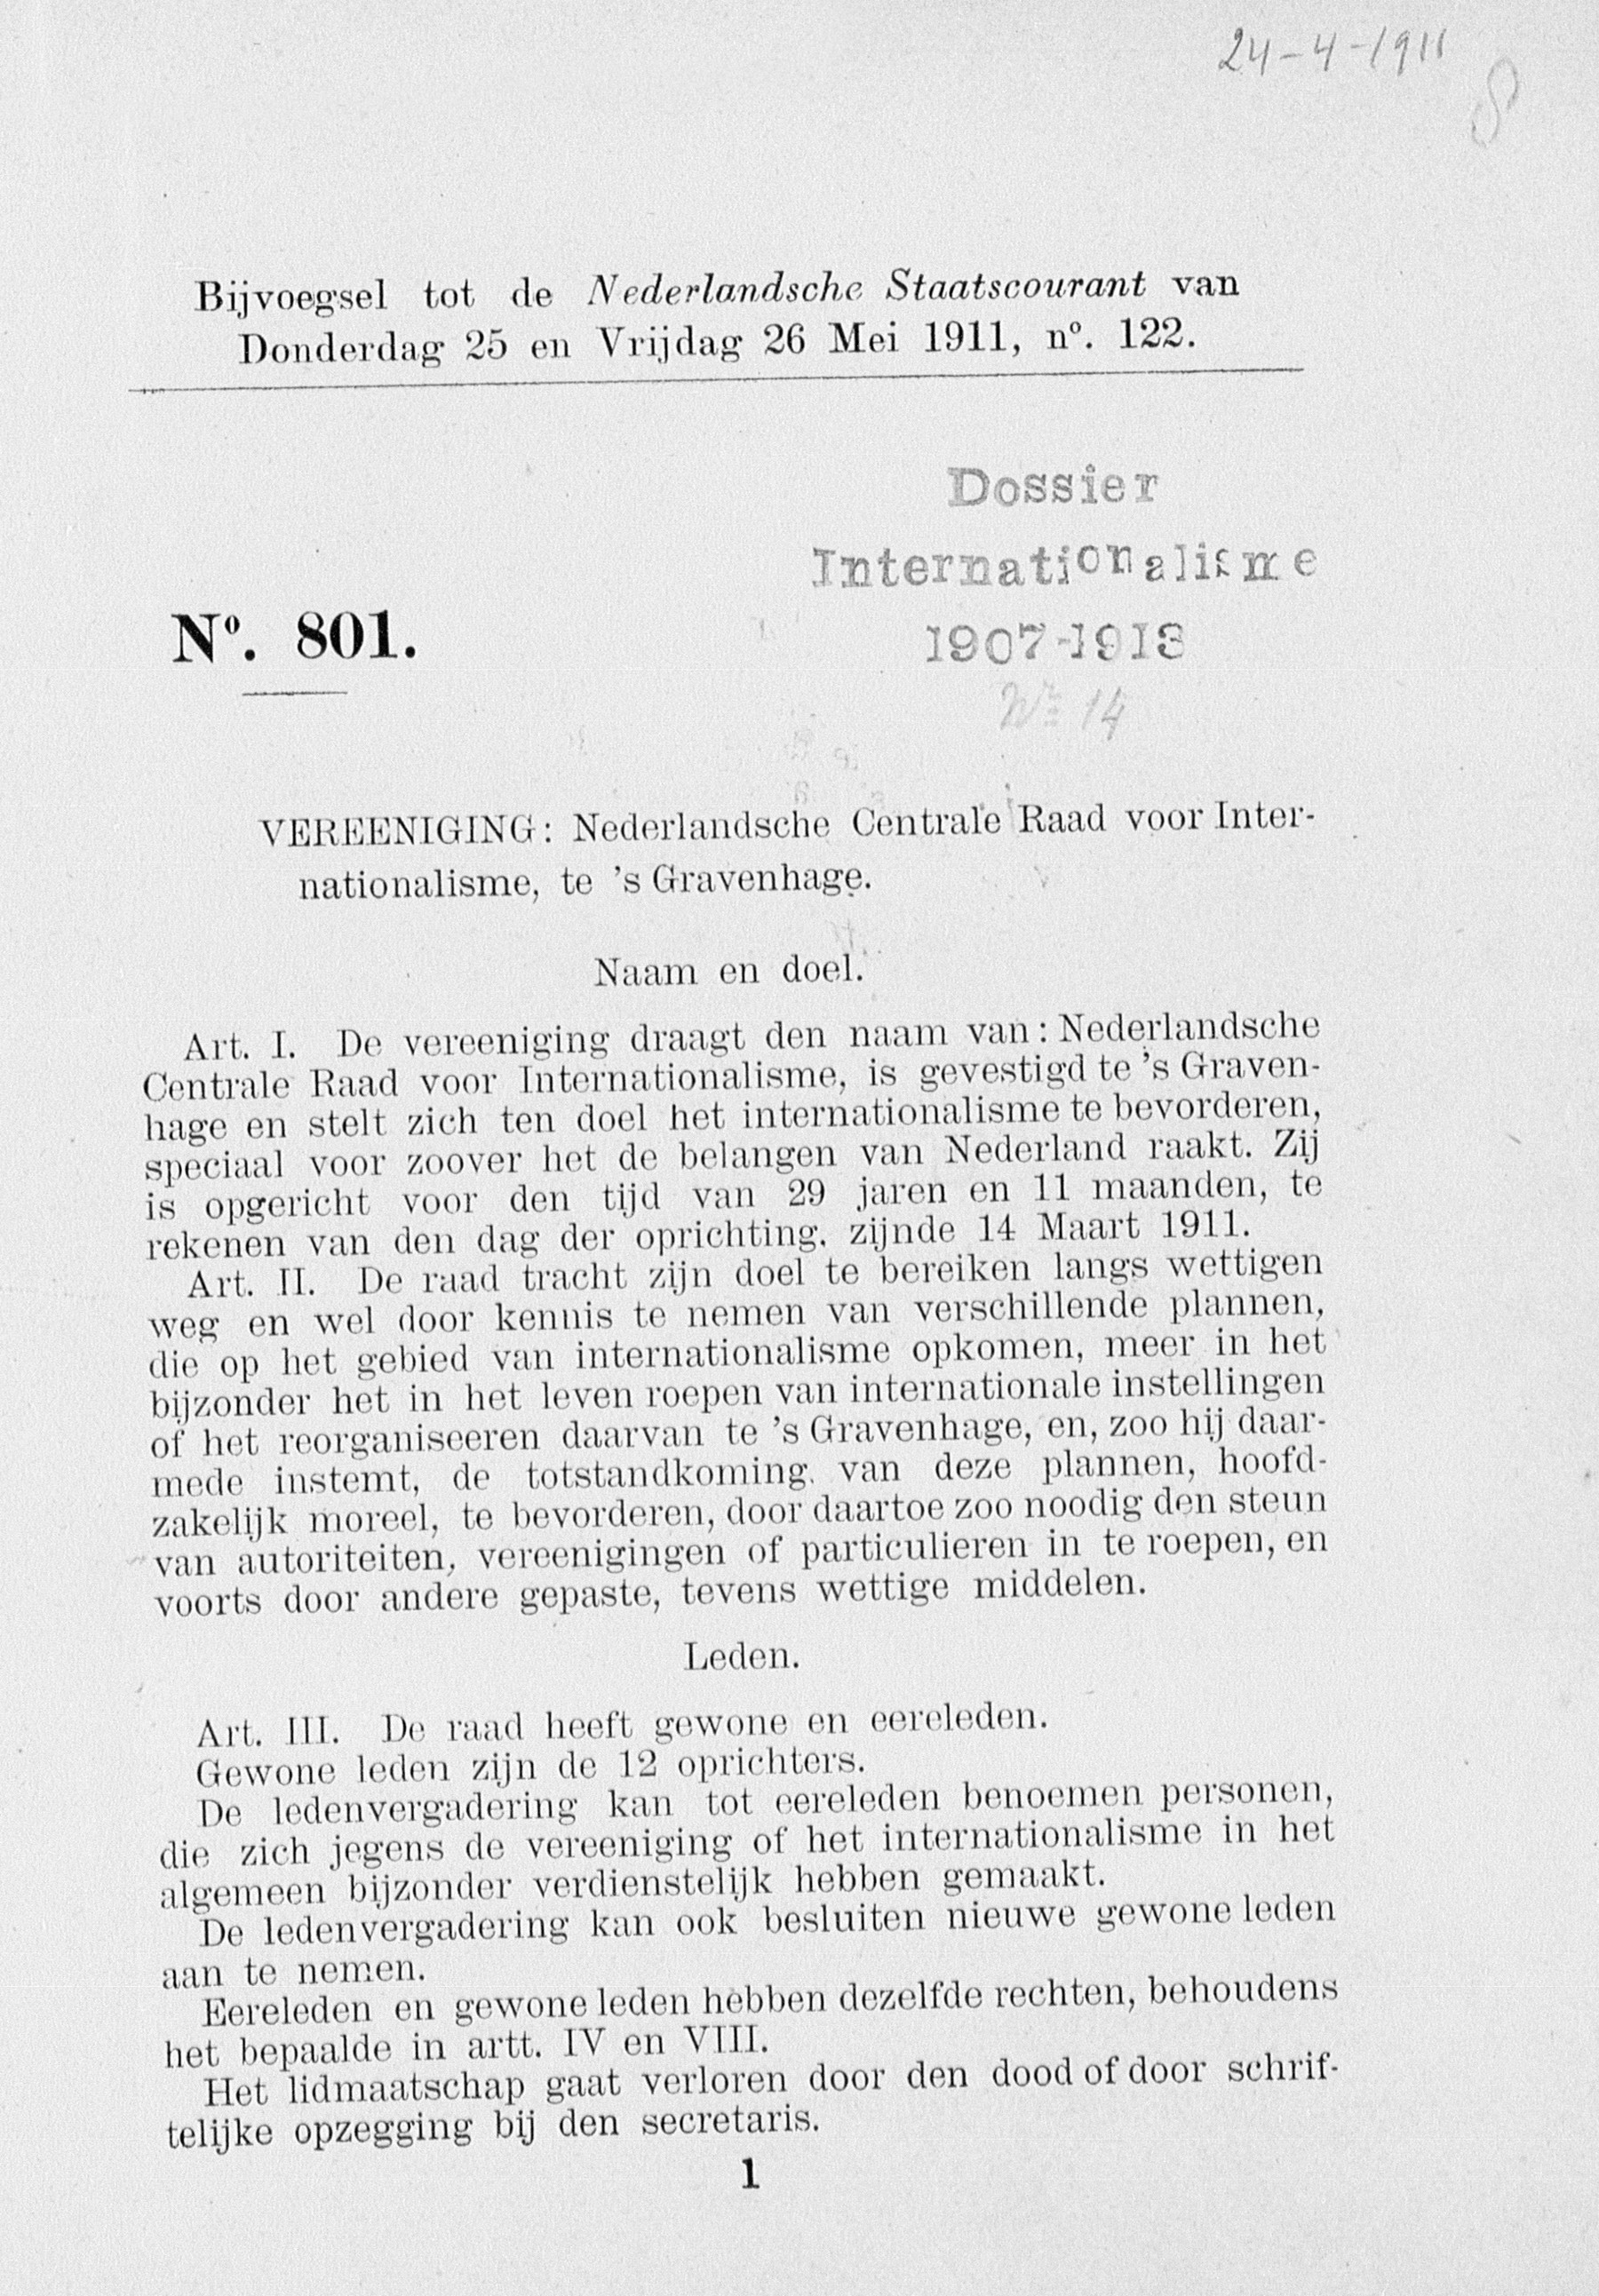 24-4-1911
8
Bijvoegsel tot de Nederlandsche Staatscourant van
Donderdag 25 en Vrijdag 26 Mei 1911, nº. 122.
Dossier
Internationalisme
1907-1913
Nº. 801.
Nº 14
VEREENIGING: Nederlandsche Centrale Raad voor Inter-
nationalisme, te 's Gravenhage.
Naam en doel.
Art. I. De vereeniging draagt den naam van: Nederlandsche
Centrale Raad voor Internationalisme, is gevestigd te 's Graven-
hage en stelt zich ten doel het internationalisme te bevorderen,
speciaal voor zoover het de belangen van Nederland raakt. Zij
is opgericht voor den tijd van 29 jaren en 11 maanden, te
rekenen van den dag der oprichting, zijnde 14 Maart 1911.
Art. II. De raad tracht zijn doel te bereiken langs wettigen
weg en wel door kennis te nemen van verschillende plannen,
die op het gebied van internationalisme opkomen, meer in het
bijzonder het in het leven roepen van internationale instellingen
of het reorganiseeren daarvan te 's Gravenhage, en, zoo hij daar-
mede instemt, de totstandkoming van deze plannen, hoofd-
zakelijk moreel, te bevorderen, door daartoe zoo noodig den steun
van autoriteiten, vereenigingen of particulieren in te roepen, en
voorts door andere gepaste, tevens wettige middelen.
Leden.
Art. III. De raad heeft gewone en eereleden.
Gewone leden zijn de 12 oprichters.
De ledenvergadering kan tot eereleden benoemen personen,
die zich jegens de vereeniging of het internationalisme in het
algemeen bijzonder verdienstelijk hebben gemaakt.
De ledenvergadering kan ook besluiten nieuwe gewone leden
aan te nemen.
Eereleden en gewone leden hebben dezelfde rechten, behoudens
het bepaalde in artt. IV en VIII.
Het lidmaatschap gaat verloren door den dood of door schrif-
telijke opzegging bij den secretaris.
1